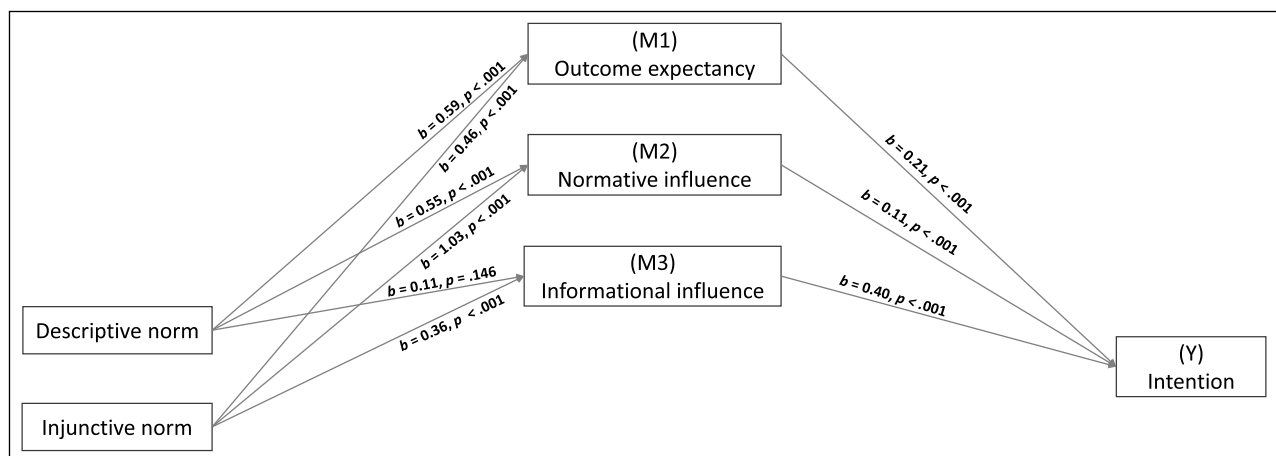 (M1)
Outcome expectancy
b = 0.59, p < .001
b = 0.46, p < .001
b = 0.21, p < .001
(M2)
Normative influence
b = 0.55, p < .001
b = 1.03, p < .001
b = 0.11, p < .001
(M3)
Informational influence
b = 0.11, p = .146
b = 0.36, p < .001
b = 0.40, p < .001
Descriptive norm
(Y)
Intention
Injunctive norm